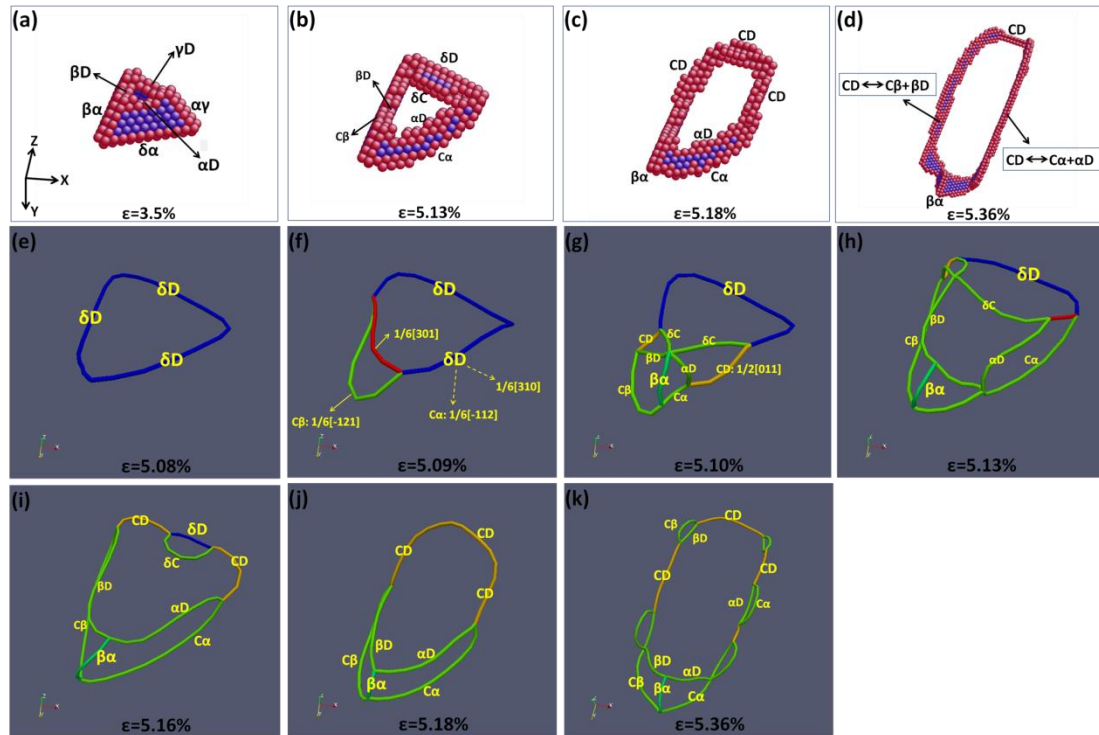 (a)
γD
βD
βα
αγ
δα
αD
Z
X
Y
ε=3.5%
(b)
δD
βD
δC
αD
Cβ
Cα
ε=5.13%
(c)
CD
CD
CD
αD
βα
Cα
ε=5.18%
(d)
CD
CD↔Cβ+βD
CD↔Cα+αD
βα
ε=5.36%
(e)
δD
δD
δD
ε=5.08%
(f)
δD
1/6[301]
δD
1/6[310]
Cα: 1/6[-112]
Cβ: 1/6[-121]
ε=5.09%
(g)
CD
δC
δC
βD
αD
CD: 1/2[011]
βα
Cβ
Cα
ε=5.10%
(h)
δD
δC
βD
Cβ
αD
Cα
βα
ε=5.13%
(i)
CD
δD
δC
CD
βD
αD
Cβ
Cα
βα
ε=5.16%
(j)
CD
CD
CD
βD
αD
Cβ
βα
Cα
ε=5.18%
(k)
Cβ
CD
βD
CD
CD
αD
Cα
βD
αD
Cβ
βα
Cα
ε=5.36%